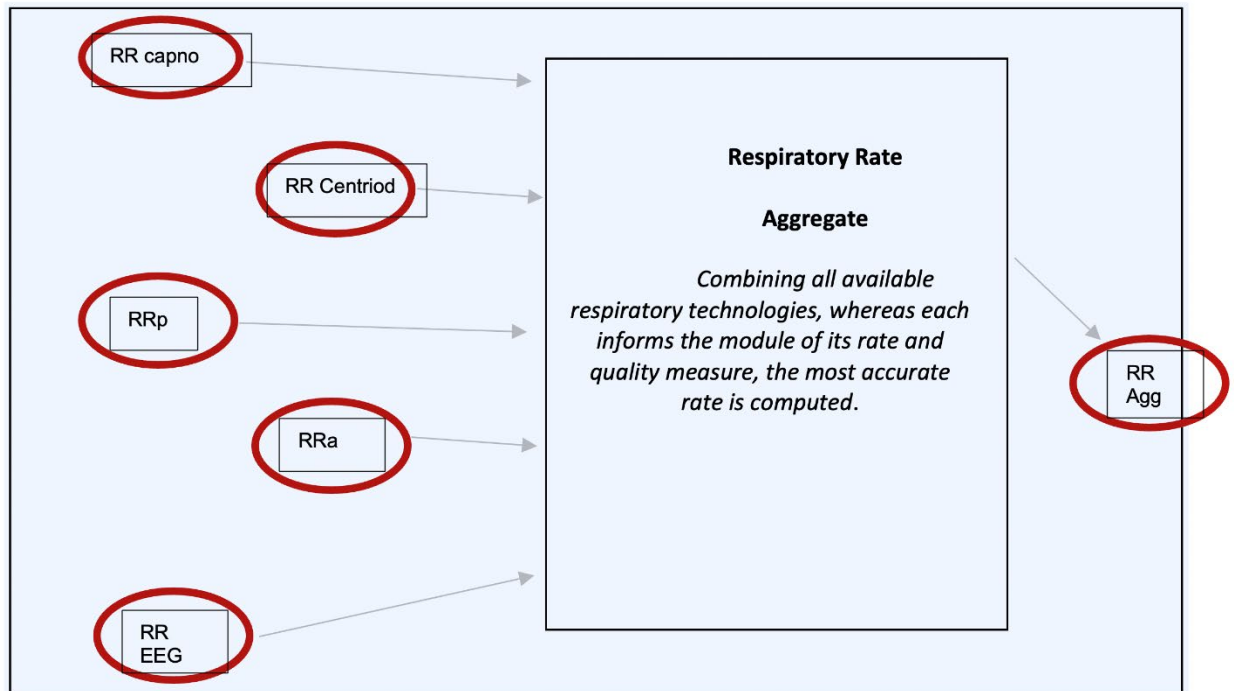 RR capno
RR Centriod
RRp
RRa
RR
EEG
Respiratory Rate
Aggregate
Combining all available
respiratory technologies, whereas each
informs the module of its rate and
quality measure, the most accurate
rate is computed.
RR
Agg